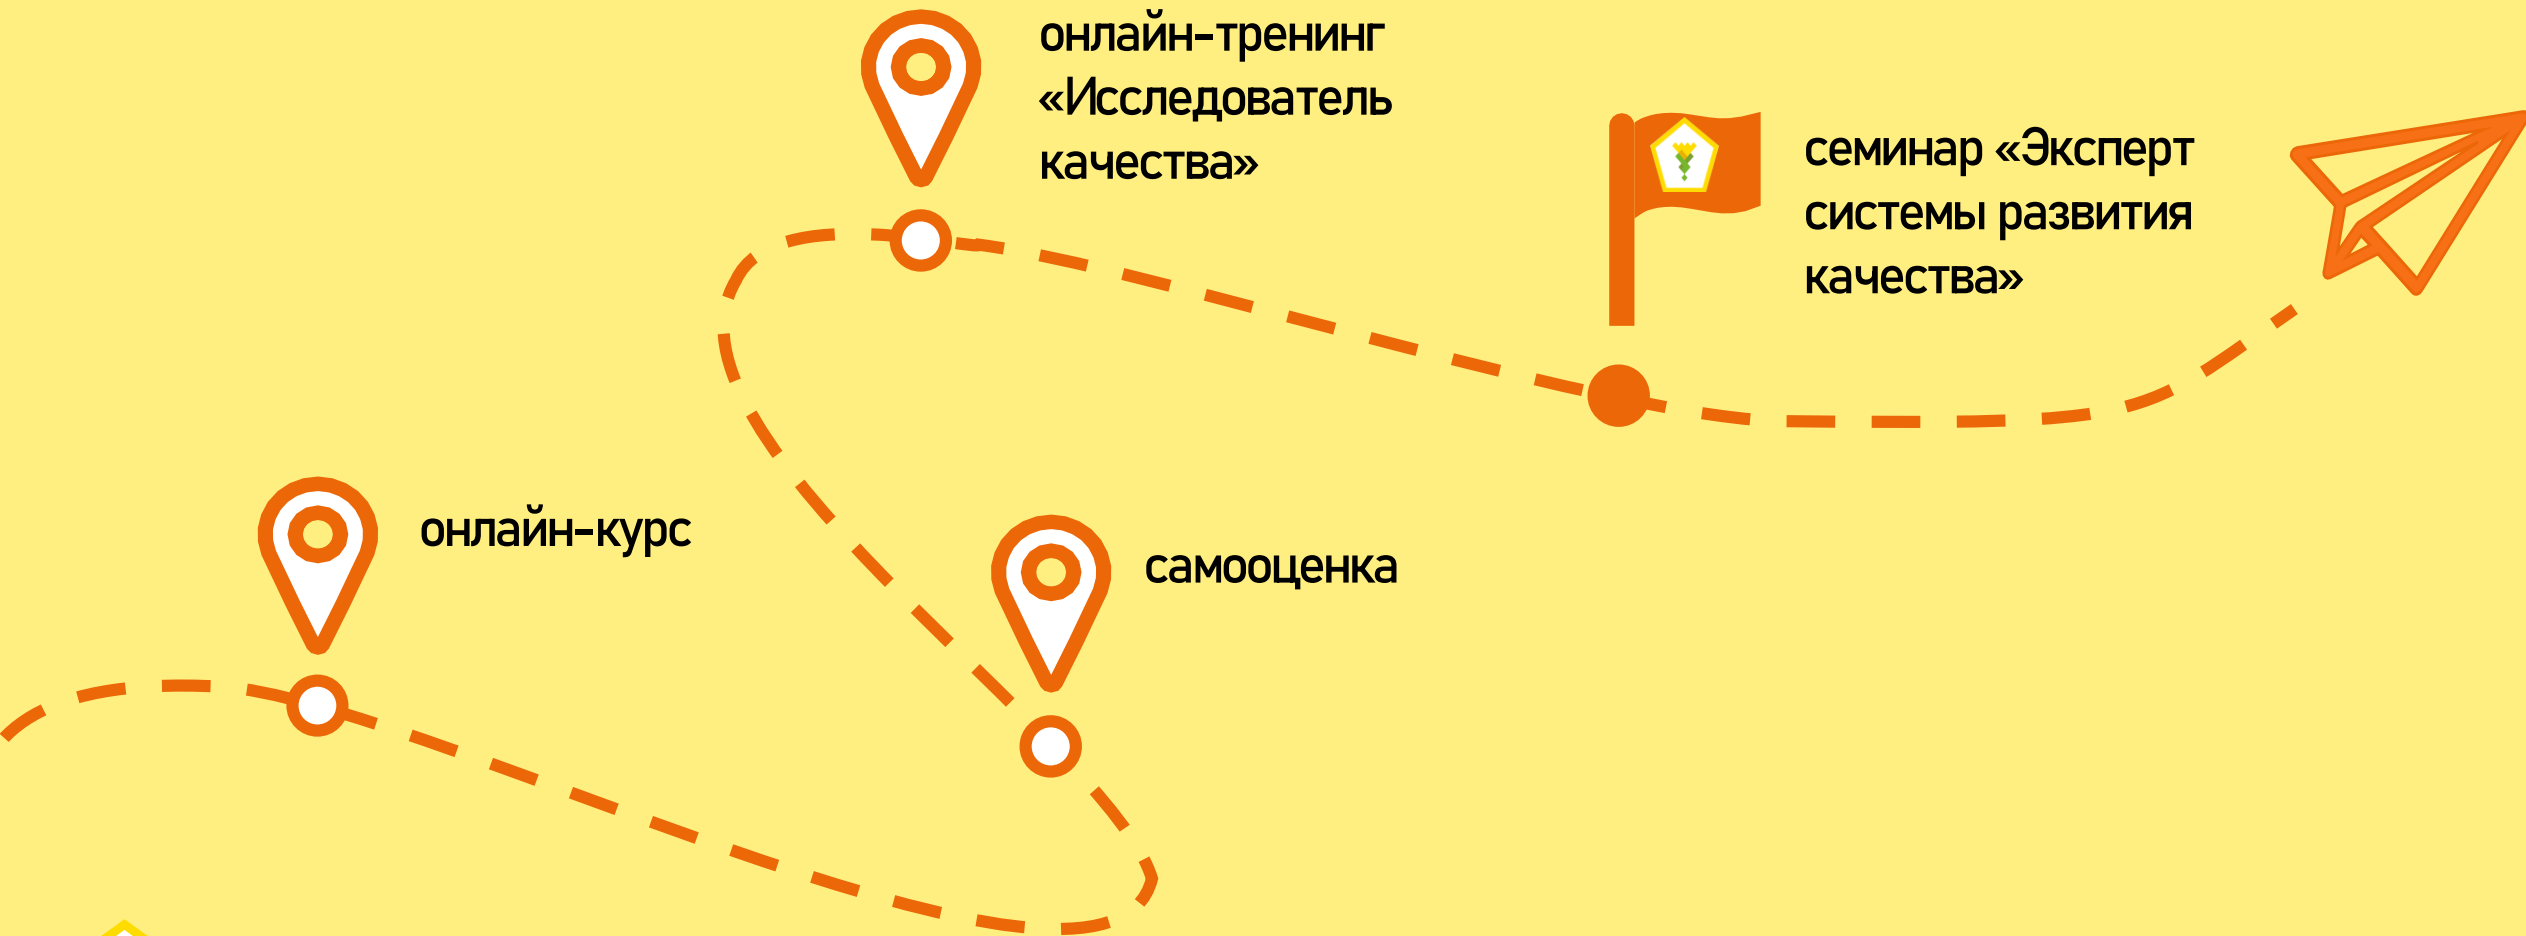 онлайн-тренинг
«Исследователь
качества»
семинар «Эксперт
системы развития
качества»
онлайн-курс
самооценка